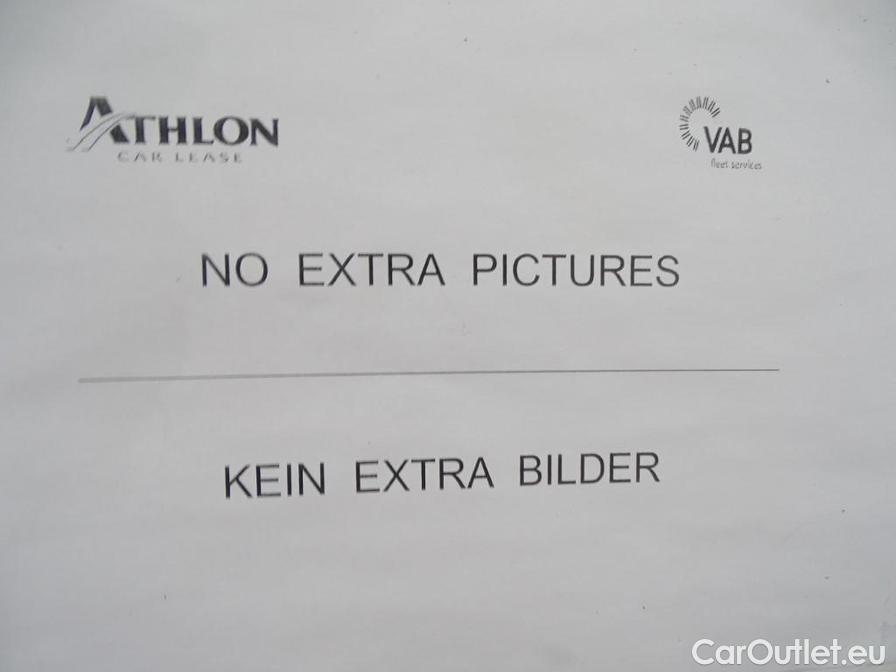 ATHLON
CAR LEASE
VAB
fleet services
NO EXTRA PICTURES
KEIN EXTRA BILDER
CarOutlet.eu